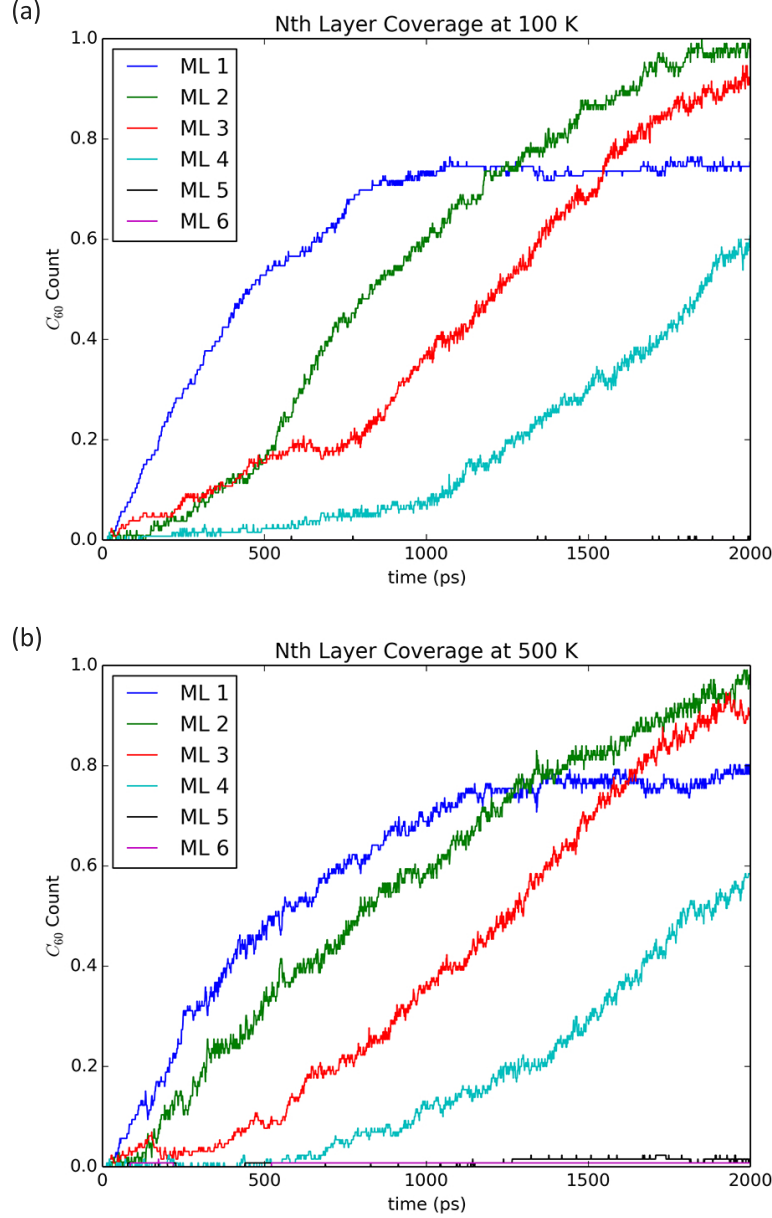 (a)
Nth Layer Coverage at 100 K
1.0
ML 1
ML 2
0.8
ML 3
ML 4
ML 5
ML 6
0.6
C60 Count
0.4
0.2
0.0
0 500 1000 1500 2000
time (ps)
(b)
Nth Layer Coverage at 500 K
1.0
ML 1
ML 2
0.8
ML 3
ML 4
ML 5
ML 6
0.6
C60 Count
0.4
0.2
0.0
0 500 1000 1500 2000
time (ps)